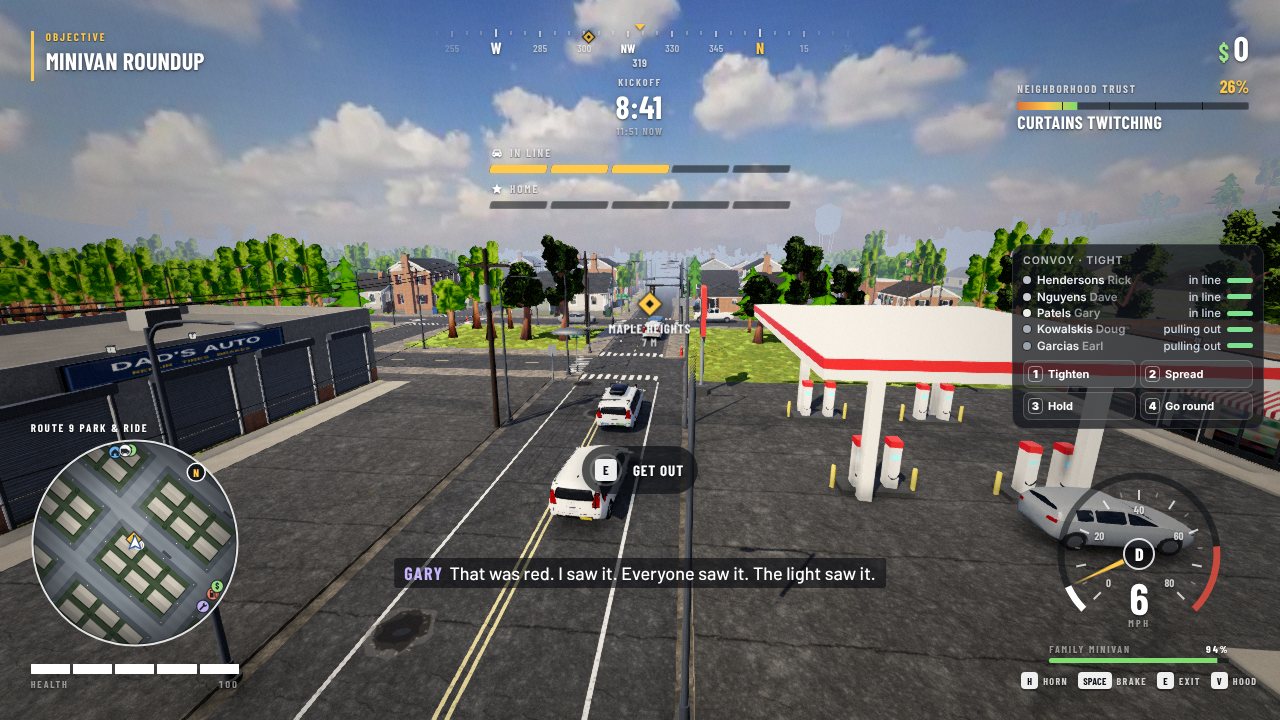 OBJECTIVE
MINIVAN ROUNDUP
255 W 285 300 NW 330 345 N 15
319
KICKOFF
8:41
11:51 NOW
IN LINE
HOME
$ 0
NEIGHBORHOOD TRUST 26%
CURTAINS TWITCHING
CONVOY · TIGHT
Hendersons Rick in line
Nguyens Dave in line
Patels Gary in line
Kowalskis Doug pulling out
Garcias Earl pulling out
1 Tighten 2 Spread
3 Hold 4 Go round
MAPLE HEIGHTS
7 M
DAD'S AUTO
REPAIR TIRES BRAKES
ROUTE 9 PARK & RIDE
N
E GET OUT
GARY That was red. I saw it. Everyone saw it. The light saw it.
0 20 40 60 80
D
6
MPH
FAMILY MINIVAN 94%
HEALTH 100
H HORN SPACE BRAKE E EXIT V HOOD